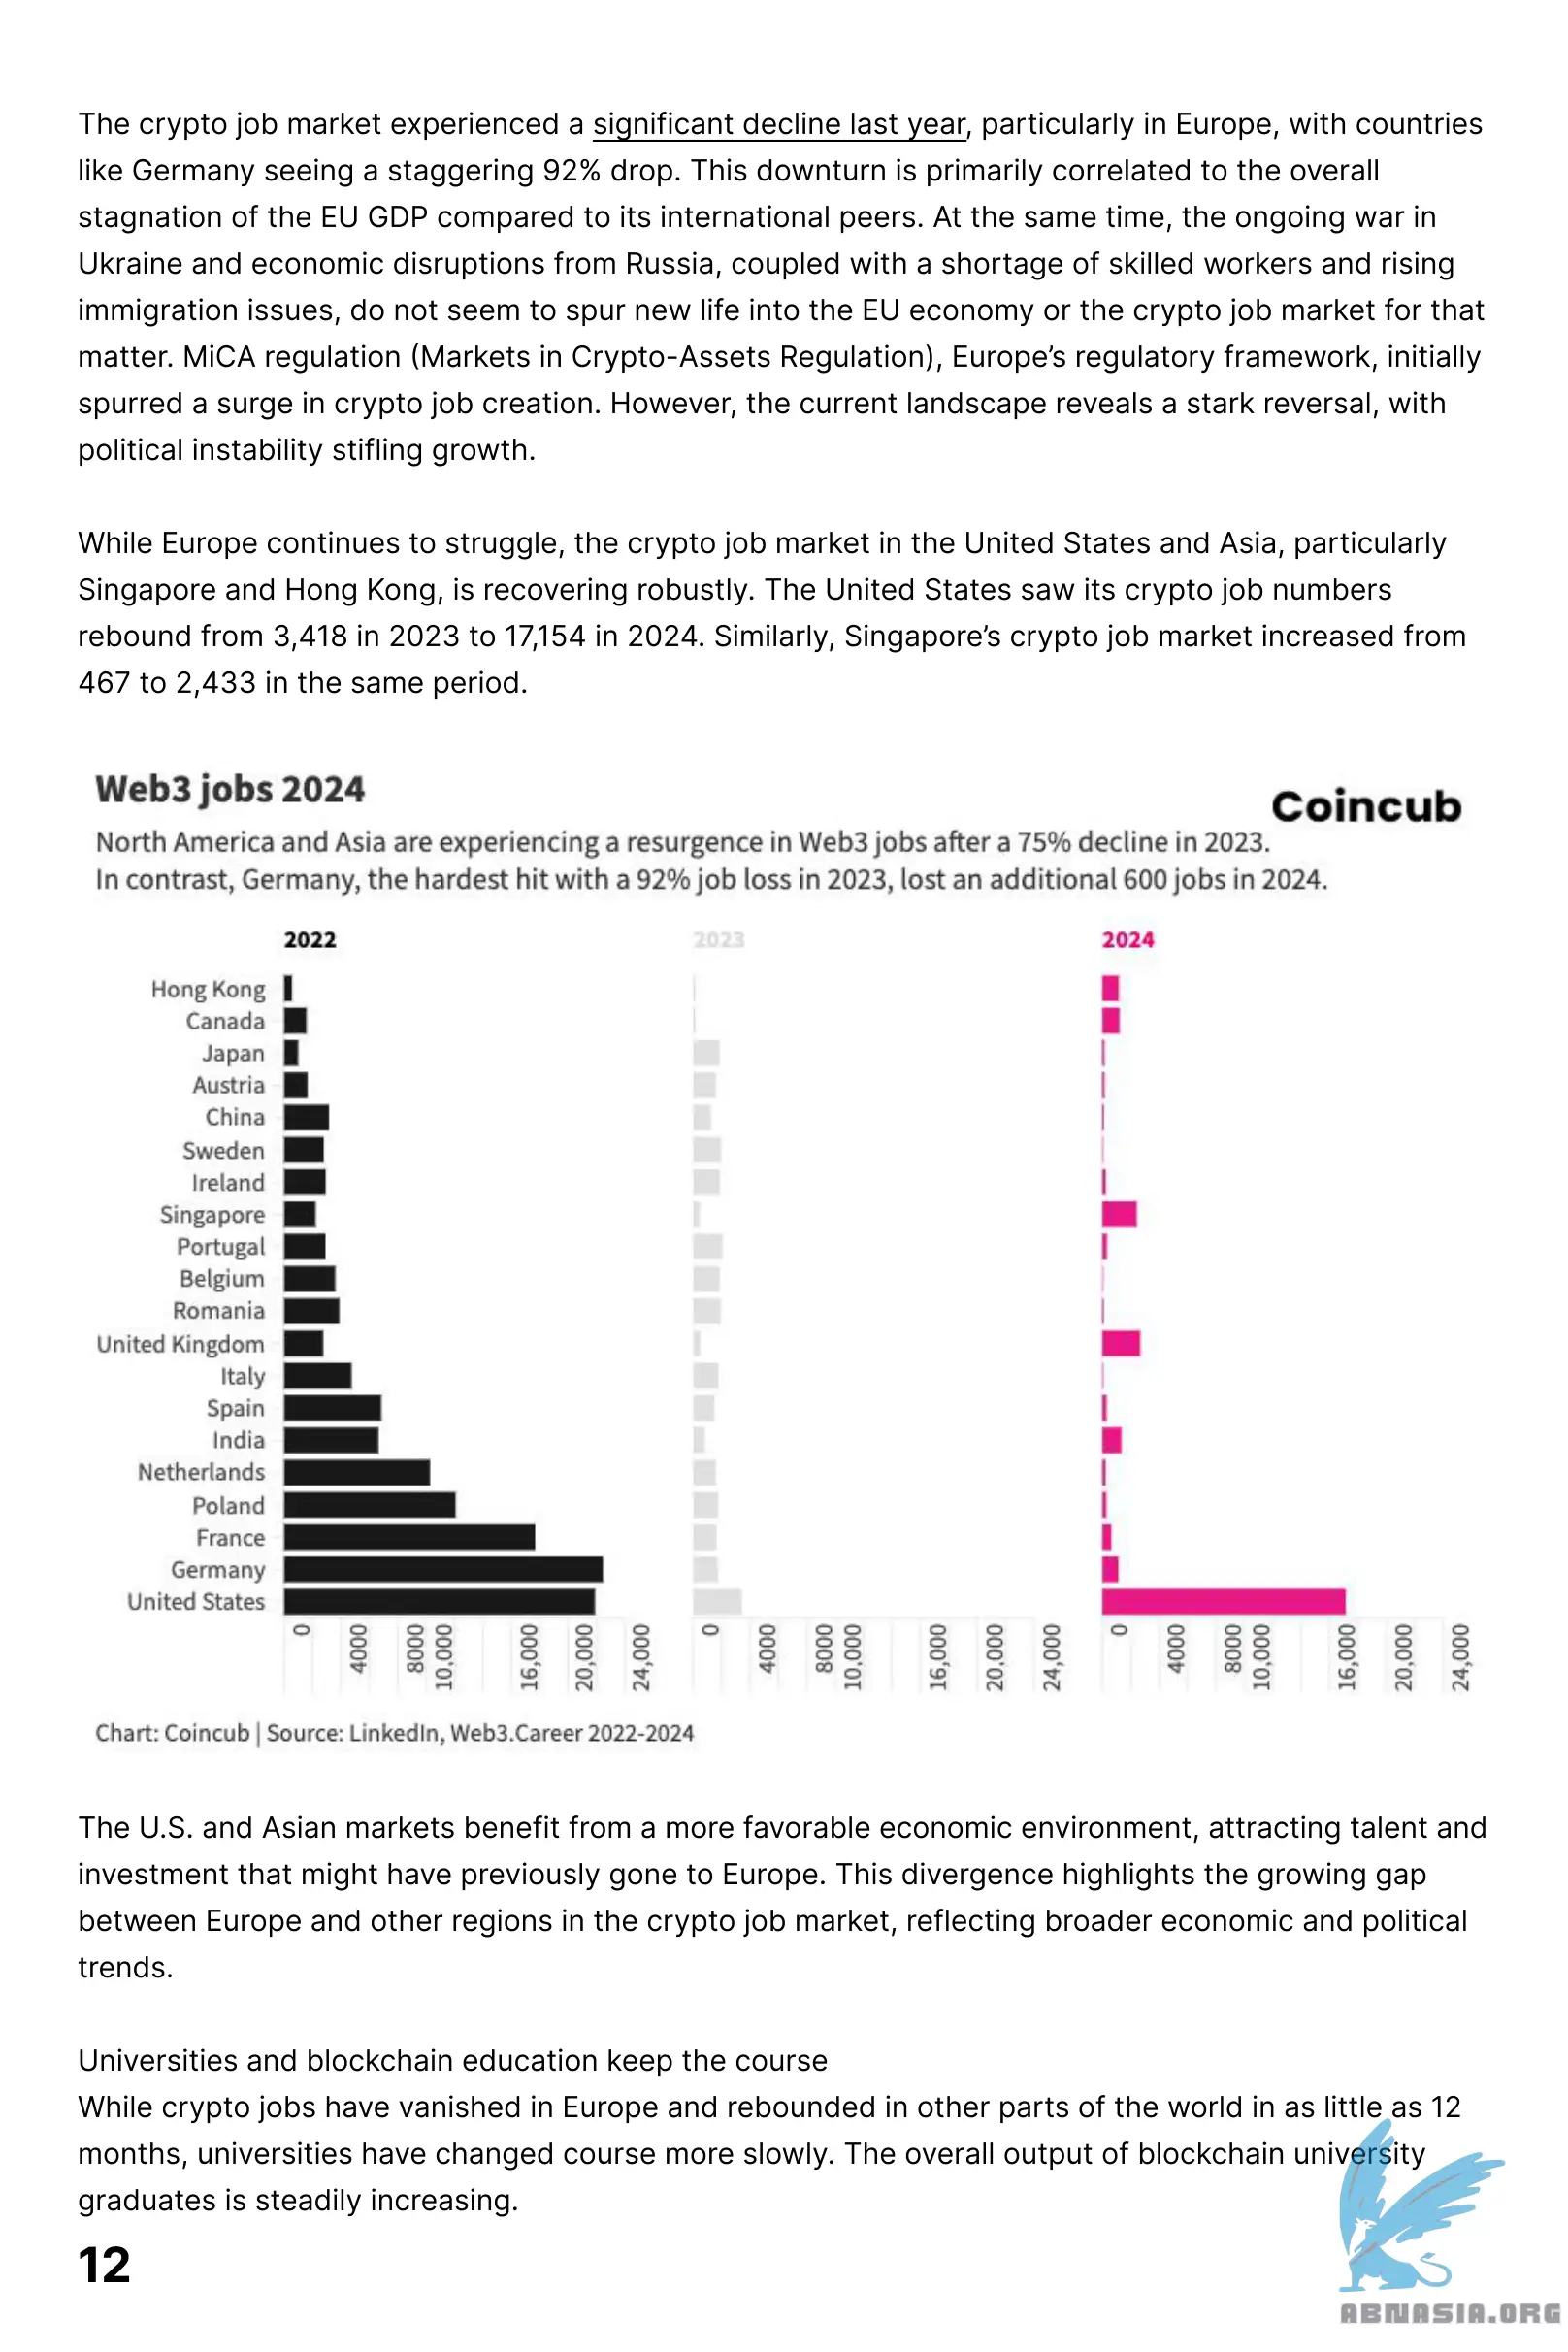 The crypto job market experienced a significant decline last year, particularly in Europe, with countries
like Germany seeing a staggering 92% drop. This downturn is primarily correlated to the overall
stagnation of the EU GDP compared to its international peers. At the same time, the ongoing war in
Ukraine and economic disruptions from Russia, coupled with a shortage of skilled workers and rising
immigration issues, do not seem to spur new life into the EU economy or the crypto job market for that
matter. MiCA regulation (Markets in Crypto-Assets Regulation), Europe’s regulatory framework, initially
spurred a surge in crypto job creation. However, the current landscape reveals a stark reversal, with
political instability stifling growth.
While Europe continues to struggle, the crypto job market in the United States and Asia, particularly
Singapore and Hong Kong, is recovering robustly. The United States saw its crypto job numbers
rebound from 3,418 in 2023 to 17,154 in 2024. Similarly, Singapore’s crypto job market increased from
467 to 2,433 in the same period.
Web3 jobs 2024
Coincub
North America and Asia are experiencing a resurgence in Web3 jobs after a 75% decline in 2023.
In contrast, Germany, the hardest hit with a 92% job loss in 2023, lost an additional 600 jobs in 2024.
2022 2023 2024
Hong Kong
Canada
Japan
Austria
China
Sweden
Ireland
Singapore
Portugal
Belgium
Romania
United Kingdom
Italy
Spain
India
Netherlands
Poland
France
Germany
United States
0 4000 8000 10,000 16,000 20,000 24,000 0 4000 8000 10,000 16,000 20,000 24,000 0 4000 8000 10,000 16,000 20,000 24,000
Chart: Coincub | Source: LinkedIn, Web3.Career 2022-2024
The U.S. and Asian markets benefit from a more favorable economic environment, attracting talent and
investment that might have previously gone to Europe. This divergence highlights the growing gap
between Europe and other regions in the crypto job market, reflecting broader economic and political
trends.
Universities and blockchain education keep the course
While crypto jobs have vanished in Europe and rebounded in other parts of the world in as little as 12
months, universities have changed course more slowly. The overall output of blockchain university
graduates is steadily increasing.
12
ABNASIA.ORG